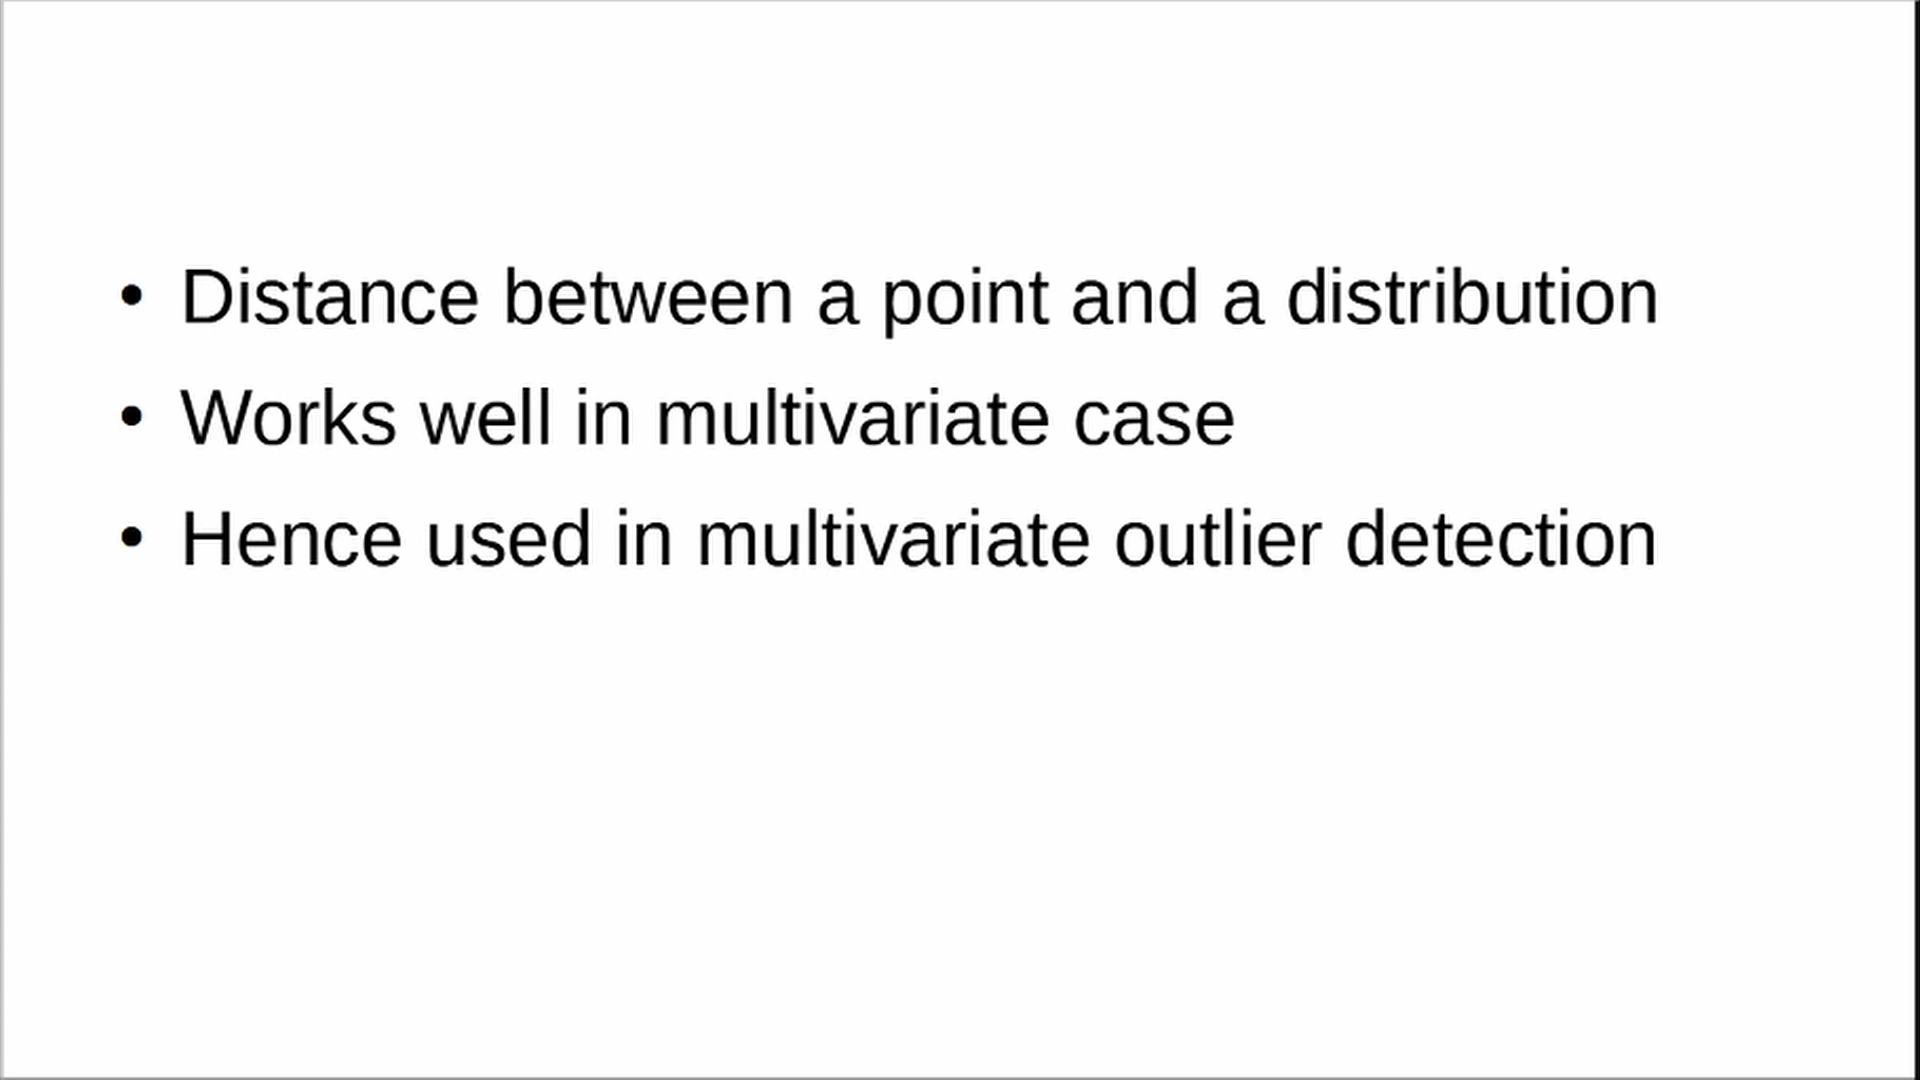 • Distance between a point and a distribution
• Works well in multivariate case
• Hence used in multivariate outlier detection